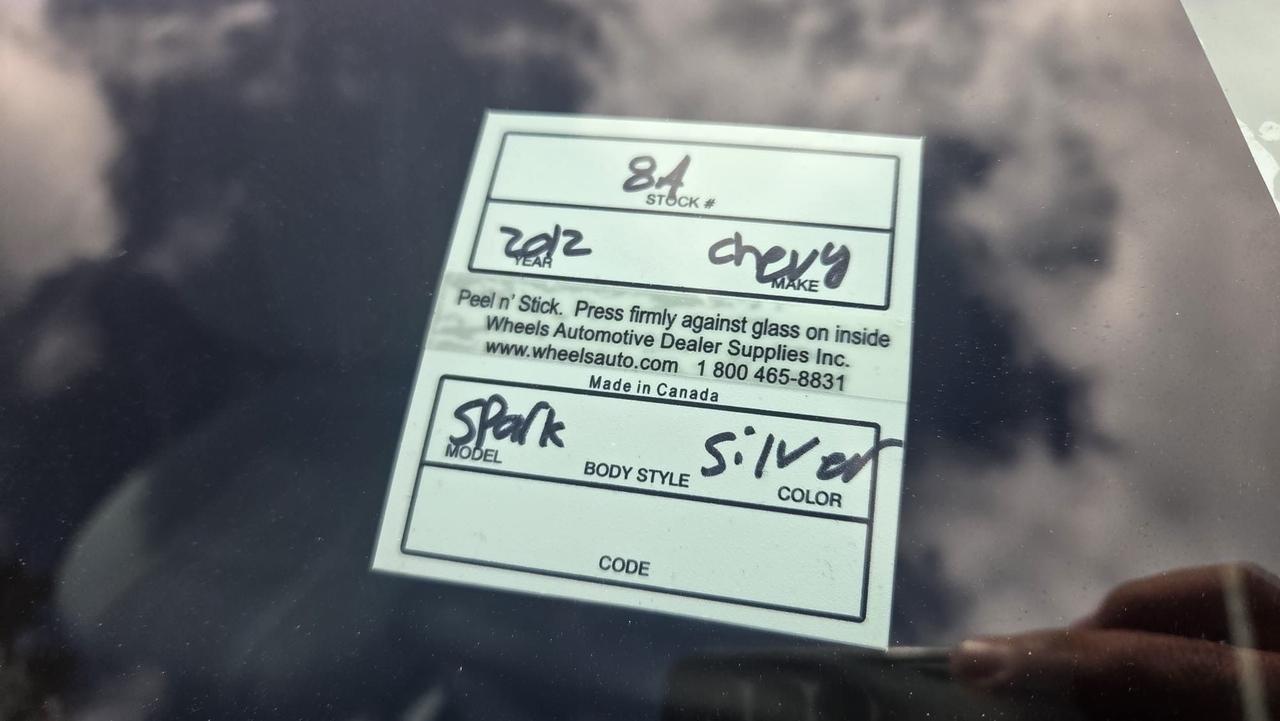 8A
STOCK #
2012 chevy
YEAR MAKE
Peel n' Stick. Press firmly against glass on inside
Wheels Automotive Dealer Supplies Inc.
www.wheelsauto.com 1 800 465-8831
Made in Canada
Spark silver
MODEL BODY STYLE COLOR
CODE